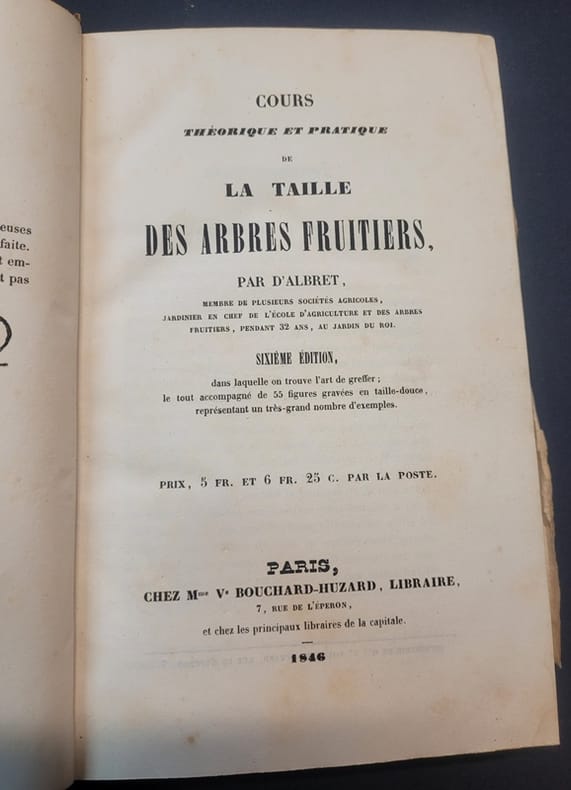 euses
faite.
t em-
t pas
COURS
THÉORIQUE ET PRATIQUE
DE
LA TAILLE
DES ARBRES FRUITIERS,
PAR D'ALBRET,
MEMBRE DE PLUSIEURS SOCIÉTÉS AGRICOLES,
JARDINIER EN CHEF DE L'ÉCOLE D'AGRICULTURE ET DES ARBRES
FRUITIERS, PENDANT 32 ANS, AU JARDIN DU ROI.
SIXIÈME ÉDITION,
dans laquelle on trouve l'art de greffer;
le tout accompagné de 55 figures gravées en taille-douce,
représentant un très-grand nombre d'exemples.
PRIX, 5 FR. ET 6 FR. 25 C. PAR LA POSTE.
PARIS,
CHEZ Mme Ve BOUCHARD-HUZARD, LIBRAIRE,
7, RUE DE L'ÉPERON,
et chez les principaux libraires de la capitale.
1846